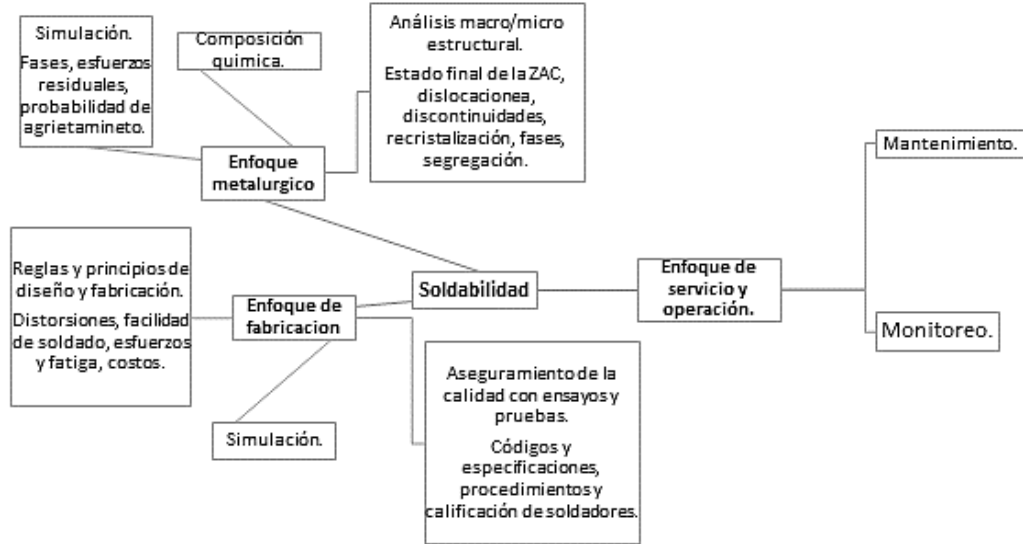 Simulación.
Fases, esfuerzos
residuales,
probabilidad de
agrietamineto.
Composición
quimica.
Análisis macro/micro
estructural.
Estado final de la ZAC,
dislocacionea,
discontinuidades,
recristalización, fases,
segregación.
Enfoque
metalurgico
Mantenimiento.
Reglas y principios de
diseño y fabricación.
Distorsiones, facilidad
de soldado, esfuerzos
y fatiga, costos.
Enfoque de
fabricacion
Soldabilidad
Enfoque de
servicio y
operación.
Monitoreo.
Simulación.
Aseguramiento de la
calidad con ensayos y
pruebas.
Códigos y
especificaciones,
procedimientos y
calificación de soldadores.